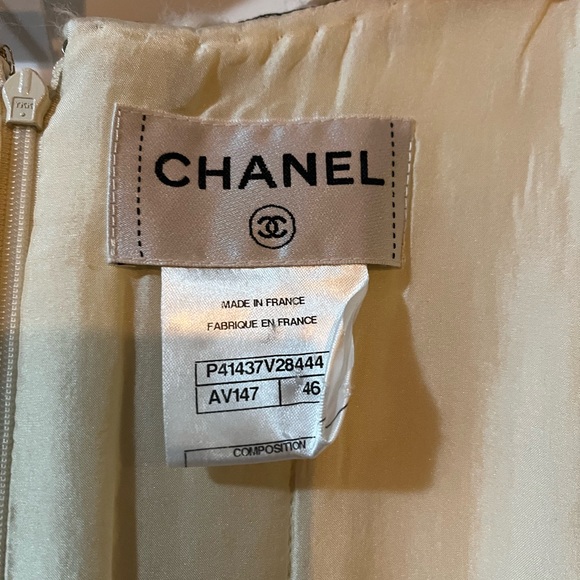 CHANEL
MADE IN FRANCE
FABRIQUE EN FRANCE
P41437V28444
AV147 46
COMPOSITION